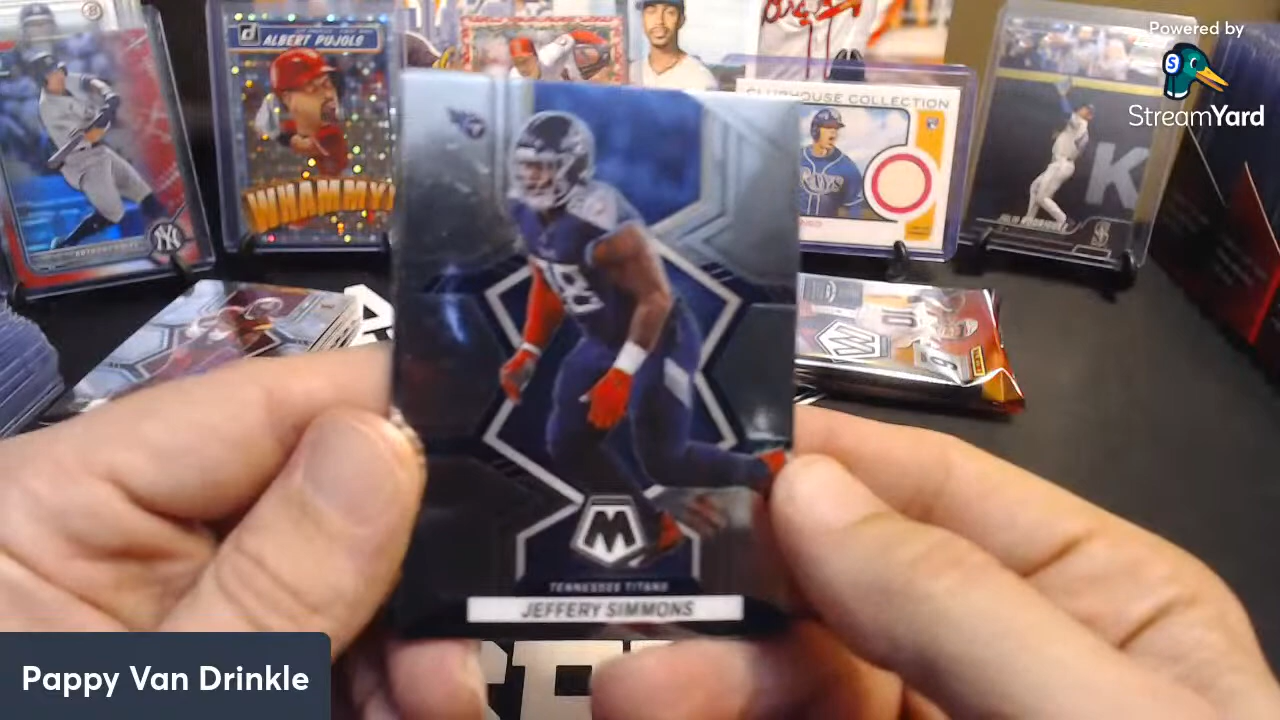 Powered by
StreamYard
ALBERT PUJOLS
WHAMMY!
CLUBHOUSE COLLECTION
K
M
TENNESSEE TITANS
JEFFERY SIMMONS
Pappy Van Drinkle